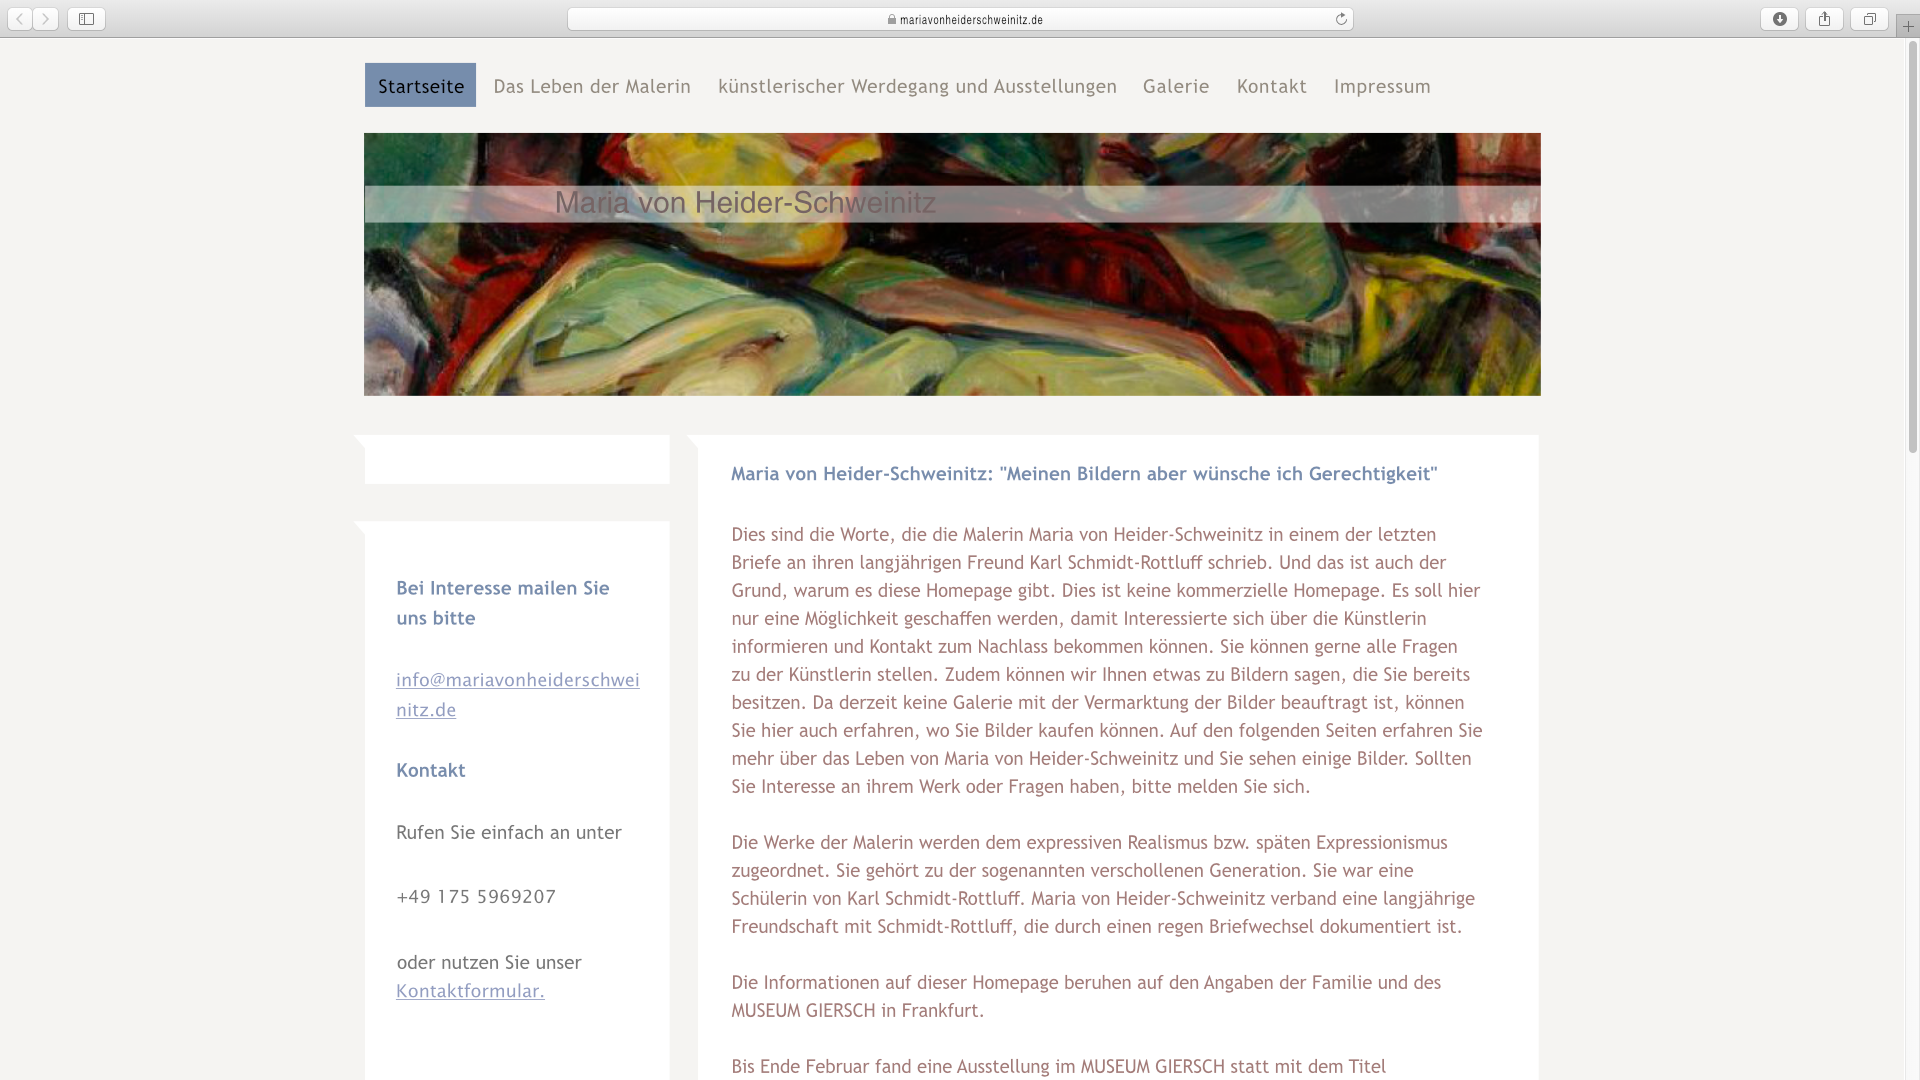 mariavonheiderschweinitz.de
Startseite
Das Leben der Malerin
künstlerischer Werdegang und Ausstellungen
Galerie
Kontakt
Impressum
Maria von Heider-Schweinitz
Bei Interesse mailen Sie
uns bitte
info@mariavonheiderschwei
nitz.de
Kontakt
Rufen Sie einfach an unter
+49 175 5969207
oder nutzen Sie unser
Kontaktformular.
Maria von Heider-Schweinitz: "Meinen Bildern aber wünsche ich Gerechtigkeit"
Dies sind die Worte, die die Malerin Maria von Heider-Schweinitz in einem der letzten
Briefe an ihren langjährigen Freund Karl Schmidt-Rottluff schrieb. Und das ist auch der
Grund, warum es diese Homepage gibt. Dies ist keine kommerzielle Homepage. Es soll hier
nur eine Möglichkeit geschaffen werden, damit Interessierte sich über die Künstlerin
informieren und Kontakt zum Nachlass bekommen können. Sie können gerne alle Fragen
zu der Künstlerin stellen. Zudem können wir Ihnen etwas zu Bildern sagen, die Sie bereits
besitzen. Da derzeit keine Galerie mit der Vermarktung der Bilder beauftragt ist, können
Sie hier auch erfahren, wo Sie Bilder kaufen können. Auf den folgenden Seiten erfahren Sie
mehr über das Leben von Maria von Heider-Schweinitz und Sie sehen einige Bilder. Sollten
Sie Interesse an ihrem Werk oder Fragen haben, bitte melden Sie sich.
Die Werke der Malerin werden dem expressiven Realismus bzw. späten Expressionismus
zugeordnet. Sie gehört zu der sogenannten verschollenen Generation. Sie war eine
Schülerin von Karl Schmidt-Rottluff. Maria von Heider-Schweinitz verband eine langjährige
Freundschaft mit Schmidt-Rottluff, die durch einen regen Briefwechsel dokumentiert ist.
Die Informationen auf dieser Homepage beruhen auf den Angaben der Familie und des
MUSEUM GIERSCH in Frankfurt.
Bis Ende Februar fand eine Ausstellung im MUSEUM GIERSCH statt mit dem Titel